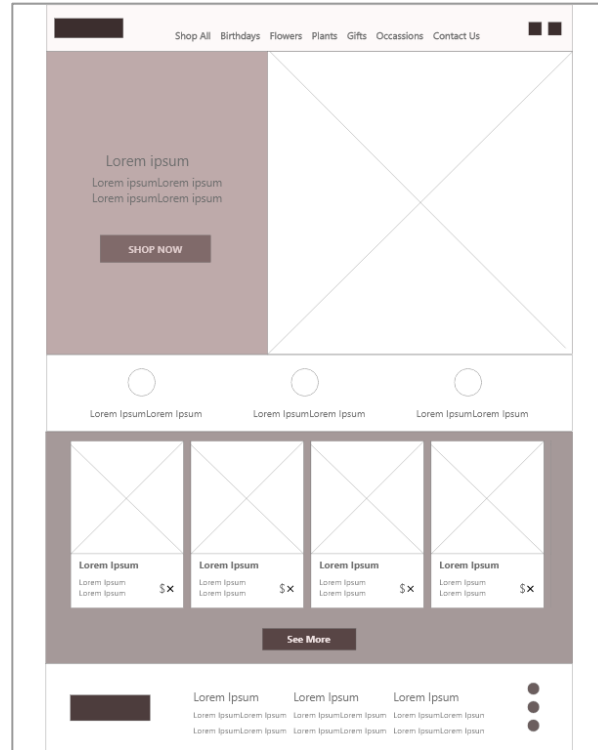 Shop All Birthdays Flowers Plants Gifts Occassions Contact Us
Lorem ipsum
Lorem ipsumLorem ipsum
Lorem ipsumLorem ipsum
SHOP NOW
Lorem IpsumLorem Ipsum Lorem IpsumLorem Ipsum Lorem IpsumLorem Ipsum
Lorem Ipsum
Lorem Ipsum
Lorem Ipsum
$×
Lorem Ipsum
Lorem Ipsum
Lorem Ipsum
$×
Lorem Ipsum
Lorem Ipsum
Lorem Ipsum
$×
Lorem Ipsum
Lorem Ipsum
Lorem Ipsum
$×
See More
Lorem Ipsum
Lorem IpsumLorem Ipsum
Lorem IpsumLorem Ipsum
Lorem Ipsum
Lorem IpsumLorem Ipsum
Lorem IpsumLorem Ipsum
Lorem Ipsum
Lorem IpsumLorem Ipsun
Lorem IpsumLorem Ipsun